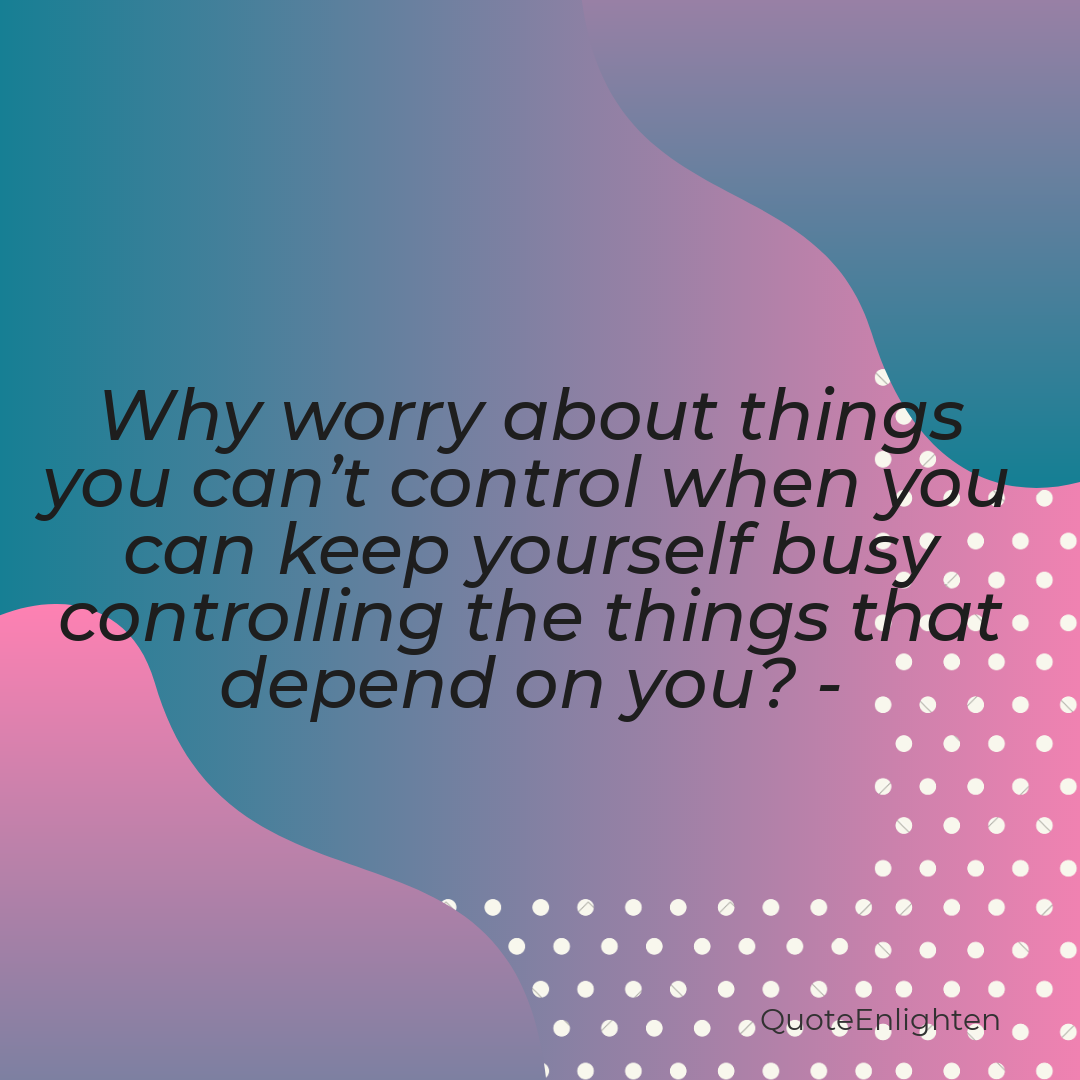 Why worry about things
you can’t control when you
can keep yourself busy
controlling the things that
depend on you? -
QuoteEnlighten